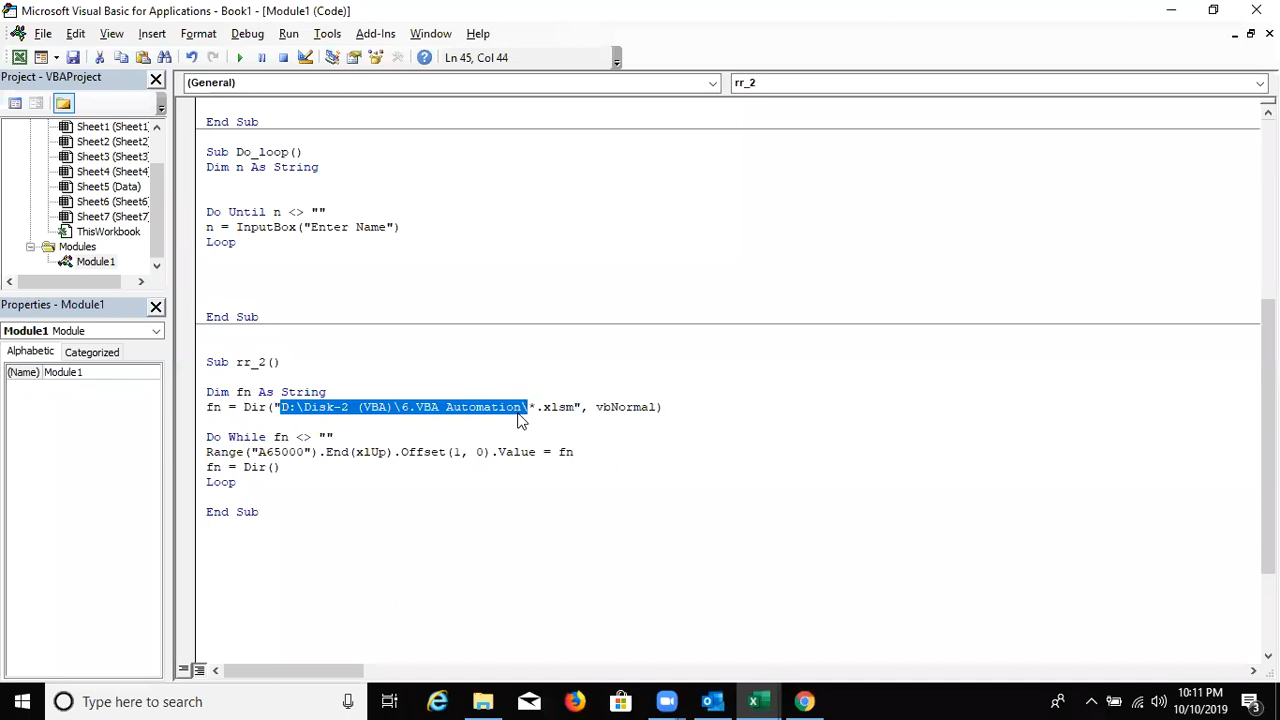 Microsoft Visual Basic for Applications - Book1 - [Module1 (Code)]
File Edit View Insert Format Debug Run Tools Add-Ins Window Help
Ln 45, Col 44
Project - VBAProject
(General)
rr_2
Sheet1 (Sheet1)
Sheet2 (Sheet2)
Sheet3 (Sheet3)
Sheet4 (Sheet4)
Sheet5 (Data)
Sheet6 (Sheet6)
Sheet7 (Sheet7)
ThisWorkbook
Modules
Module1
Properties - Module1
Module1 Module
Alphabetic Categorized
(Name) Module1
End Sub
Sub Do_loop()
Dim n As String
Do Until n <> ""
n = InputBox("Enter Name")
Loop
End Sub
Sub rr_2()
Dim fn As String
fn = Dir("D:\Disk-2 (VBA)\6.VBA Automation\*.xlsm", vbNormal)
Do While fn <> ""
Range("A65000").End(xlUp).Offset(1, 0).Value = fn
fn = Dir()
Loop
End Sub
Type here to search
10:11 PM
10/10/2019
3